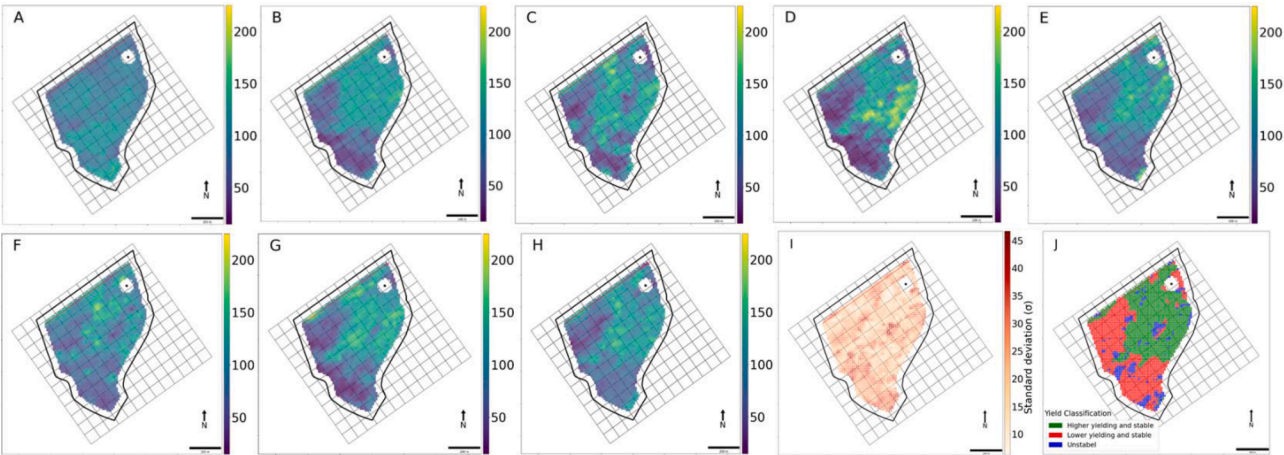 A
B
C
D
E
200
150
100
50
N
200
150
100
50
N
200
150
100
50
N
200
150
100
50
N
200
150
100
50
N
F
G
H
I
J
200
150
100
50
N
200
150
100
50
N
200
150
100
50
N
45
40
35
30
25
20
15
10
Standard deviation (σ)
N
N
Yield Classification
Higher yielding and stable
Lower yielding and stable
Unstabel